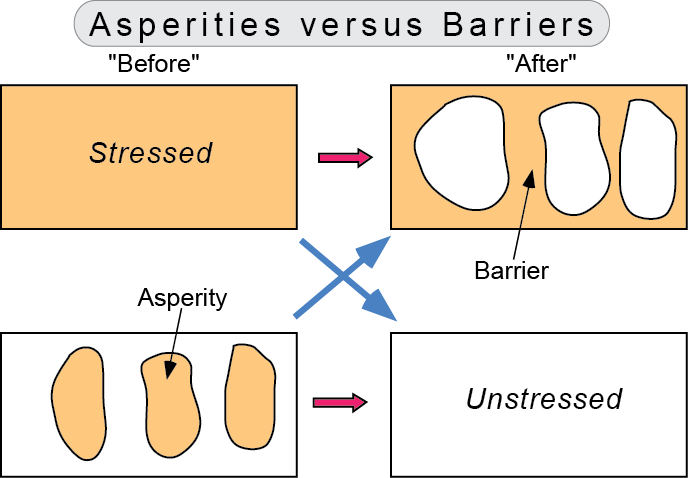 Asperities versus Barriers
"Before"
"After"
Stressed
Barrier
Asperity
Unstressed